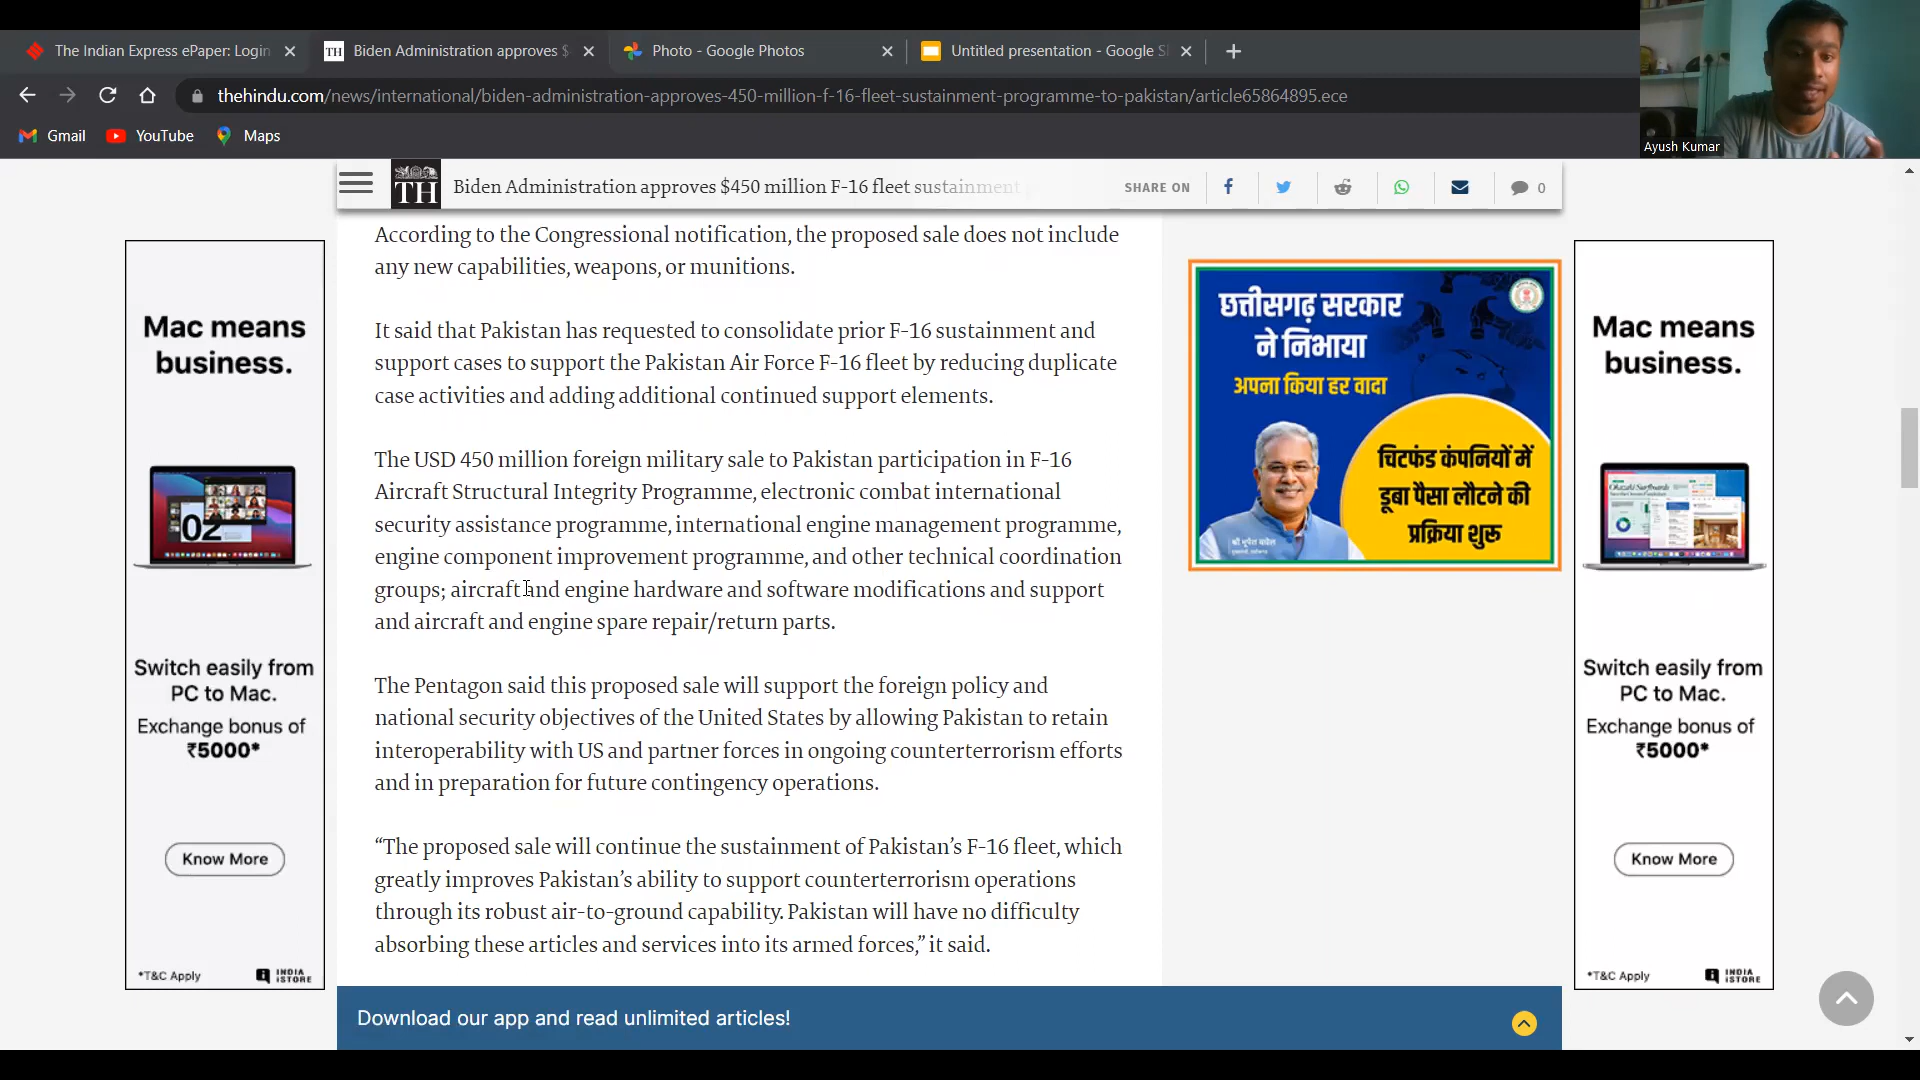 The Indian Express ePaper: Login
Biden Administration approves $
Photo - Google Photos
Untitled presentation - Google Sl
thehindu.com/news/international/biden-administration-approves-450-million-f-16-fleet-sustainment-programme-to-pakistan/article65864895.ece
Gmail
YouTube
Maps
Ayush Kumar
TH
Biden Administration approves $450 million F-16 fleet sustainment
SHARE ON
0
According to the Congressional notification, the proposed sale does not include
any new capabilities, weapons, or munitions.
It said that Pakistan has requested to consolidate prior F-16 sustainment and
support cases to support the Pakistan Air Force F-16 fleet by reducing duplicate
case activities and adding additional continued support elements.
The USD 450 million foreign military sale to Pakistan participation in F-16
Aircraft Structural Integrity Programme, electronic combat international
security assistance programme, international engine management programme,
engine component improvement programme, and other technical coordination
groups; aircraft and engine hardware and software modifications and support
and aircraft and engine spare repair/return parts.
The Pentagon said this proposed sale will support the foreign policy and
national security objectives of the United States by allowing Pakistan to retain
interoperability with US and partner forces in ongoing counterterrorism efforts
and in preparation for future contingency operations.
“The proposed sale will continue the sustainment of Pakistan’s F-16 fleet, which
greatly improves Pakistan’s ability to support counterterrorism operations
through its robust air-to-ground capability. Pakistan will have no difficulty
absorbing these articles and services into its armed forces,” it said.
Download our app and read unlimited articles!
Mac means
business.
02
Switch easily from
PC to Mac.
Exchange bonus of
₹5000*
Know More
*T&C Apply
INDIA
iSTORE
छत्तीसगढ़ सरकार
ने निभाया
अपना किया हर वादा
चिटफंड कंपनियों में
डूबा पैसा लौटने की
प्रक्रिया शुरू
Mac means
business.
Switch easily from
PC to Mac.
Exchange bonus of
₹5000*
Know More
*T&C Apply
INDIA
iSTORE